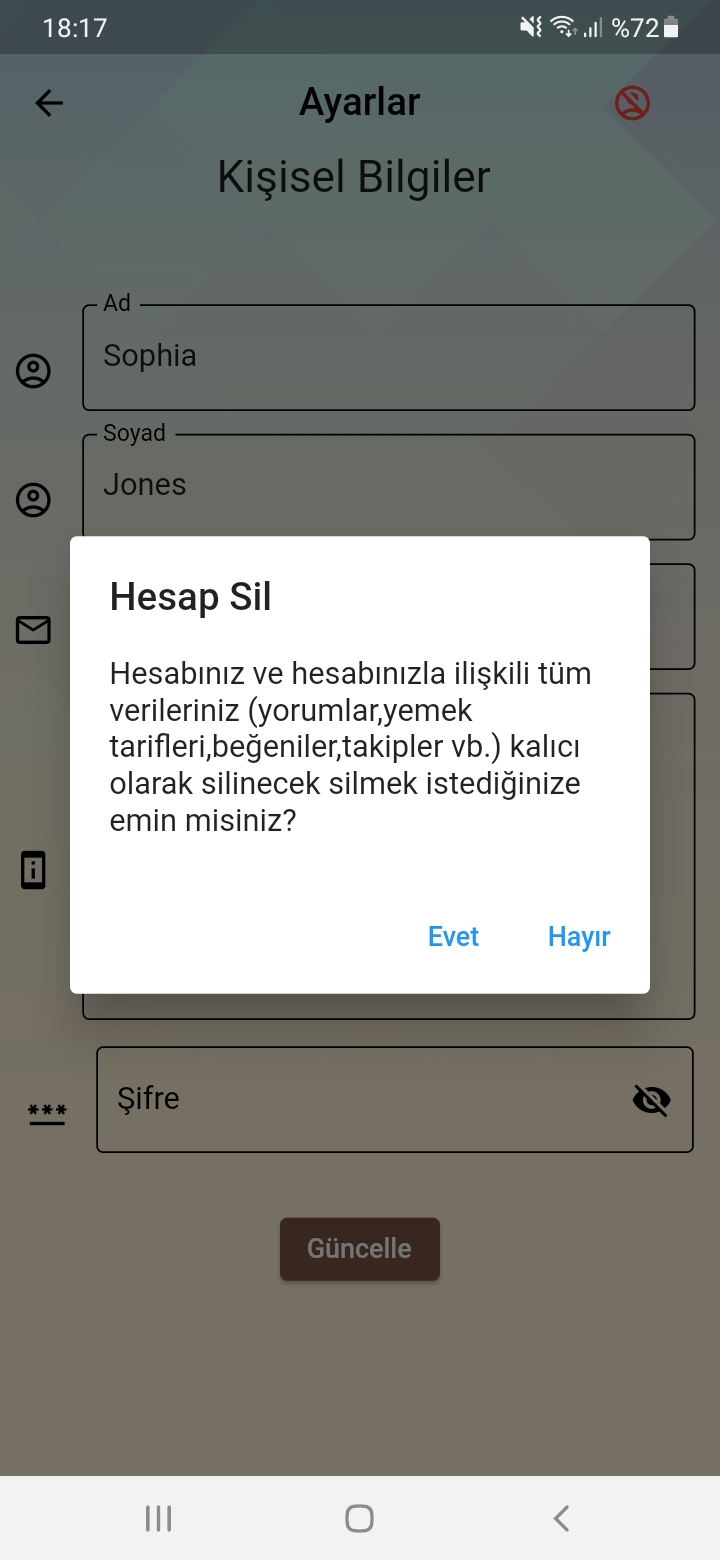 18:17
%72
Ayarlar
Kişisel Bilgiler
Ad
Sophia
Soyad
Jones
Hesap Sil
Hesabınız ve hesabınızla ilişkili tüm
verileriniz (yorumlar,yemek
tarifleri,beğeniler,takipler vb.) kalıcı
olarak silinecek silmek istediğinize
emin misiniz?
Evet
Hayır
Şifre
Güncelle